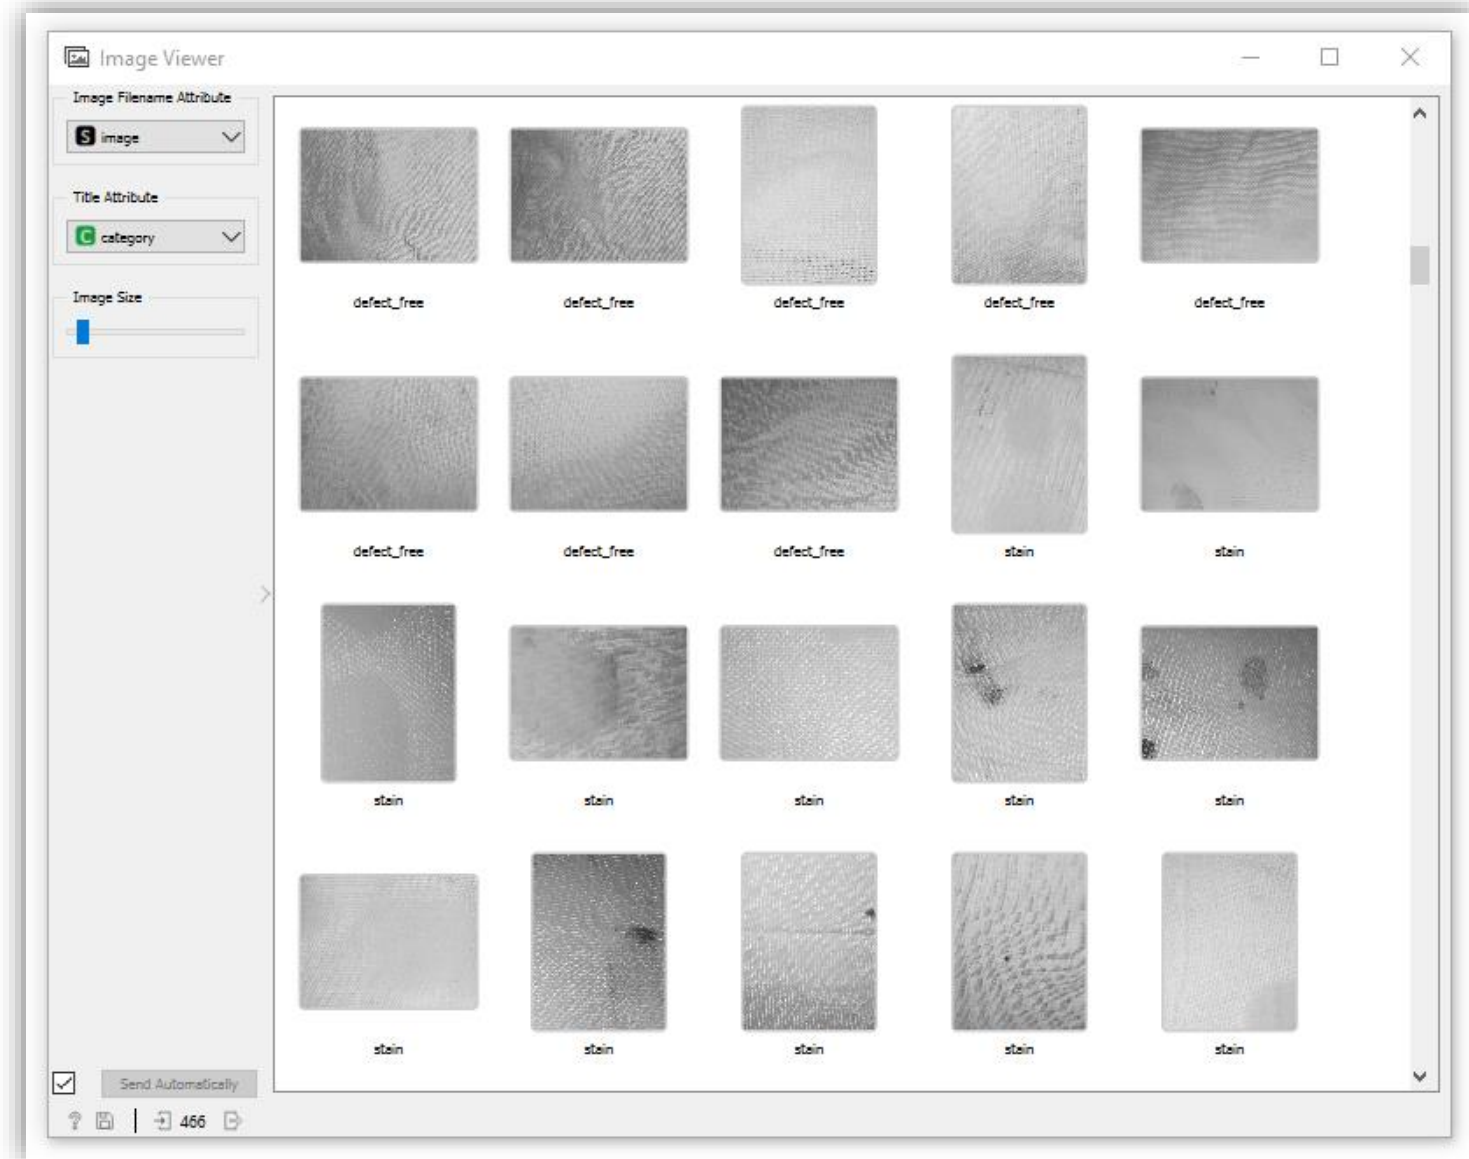 Image Viewer
Image Filename Attribute
S image
Title Attribute
C category
Image Size
defect_free defect_free defect_free defect_free defect_free
defect_free defect_free defect_free stain stain
stain stain stain stain stain
stain stain stain stain stain
Send Automatically
? 466